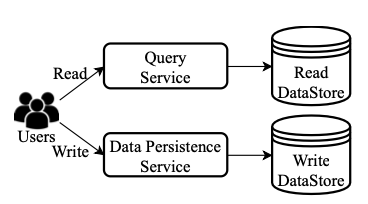 Query
Service
Read
DataStore
Read
Users
Write
Data Persistence
Service
Write
DataStore